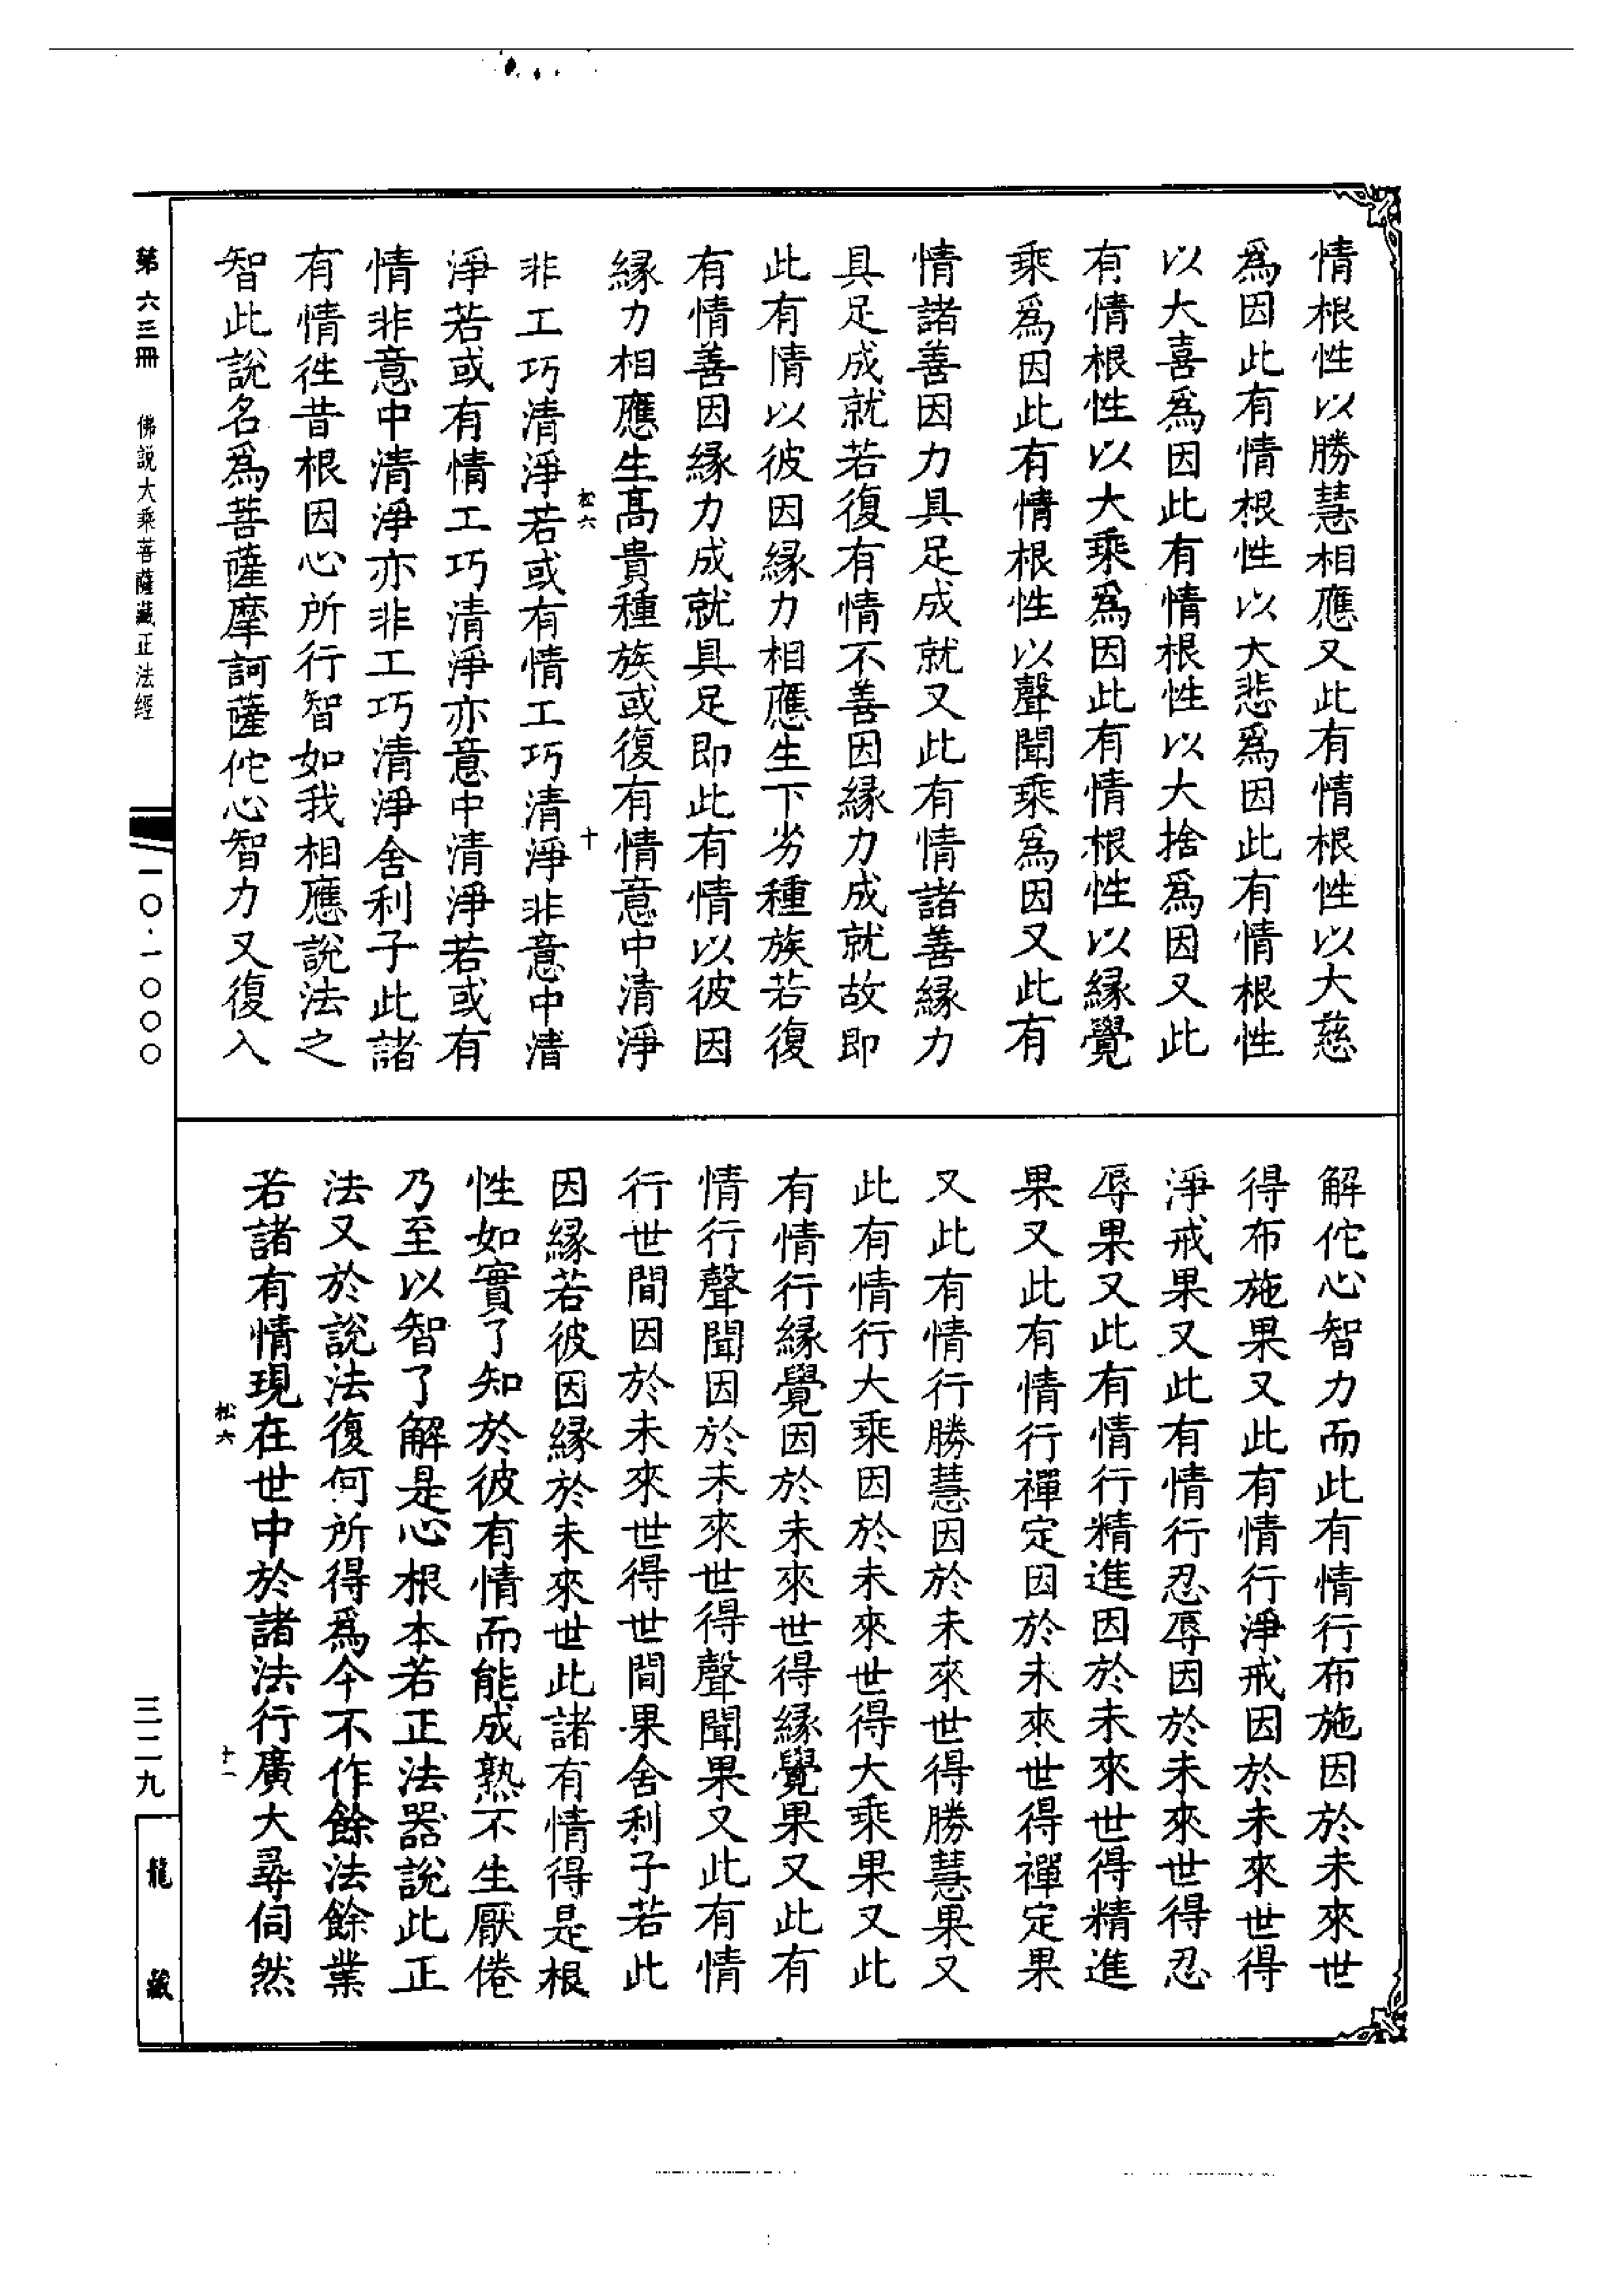 情根性以勝慧相應又此有情根性以大慈
爲因此有情根性以大悲爲因此有情根性
以大喜爲因此有情根性以大捨爲因又此
有情根性以大乘爲因此有情根性以緣覺
乘爲因此有情根性以聲聞乘爲因又此有
情諸善因力具足成就又此有情諸善緣力
具足成就若復有情不善因緣力成就故即
此有情以彼因緣力相應生下劣種族若復
有情善因緣力成就具足即此有情以彼因
緣力相應生高貴種族或復有情意中清淨
松六 十
非工巧清淨若或有情工巧清淨非意中清
淨若或有情工巧清淨亦意中清淨若或有
情非意中清淨亦非工巧清淨舍利子此諸
有情徃昔根因心所行智如我相應說法之
智此說名爲菩薩摩訶薩佗心智力又復入
解佗心智力而此有情行布施因於未來世
得布施果又此有情行淨戒因於未來世得
淨戒果又此有情行忍辱因於未來世得忍
辱果又此有情行精進因於未來世得精進
果又此有情行禪定因於未來世得禪定果
又此有情行勝慧因於未來世得勝慧果又
此有情行大乘因於未來世得大乘果又此
有情行緣覺因於未來世得緣覺果又此有
情行聲聞因於未來世得聲聞果又此有情
行世間因於未來世得世間果舍利子若此
因緣若彼因緣於未來世此諸有情得是根
性如實了知於彼有情而能成熟不生厭倦
乃至以智了解是心根本若正法器說此正
法又於說法復何所得爲今不作餘法餘業
若諸有情現在世中於諸法行廣大尋伺然
松六 十一
第六三冊 佛説大乘菩薩藏正法經 一〇·一〇〇〇 三二九 龍藏